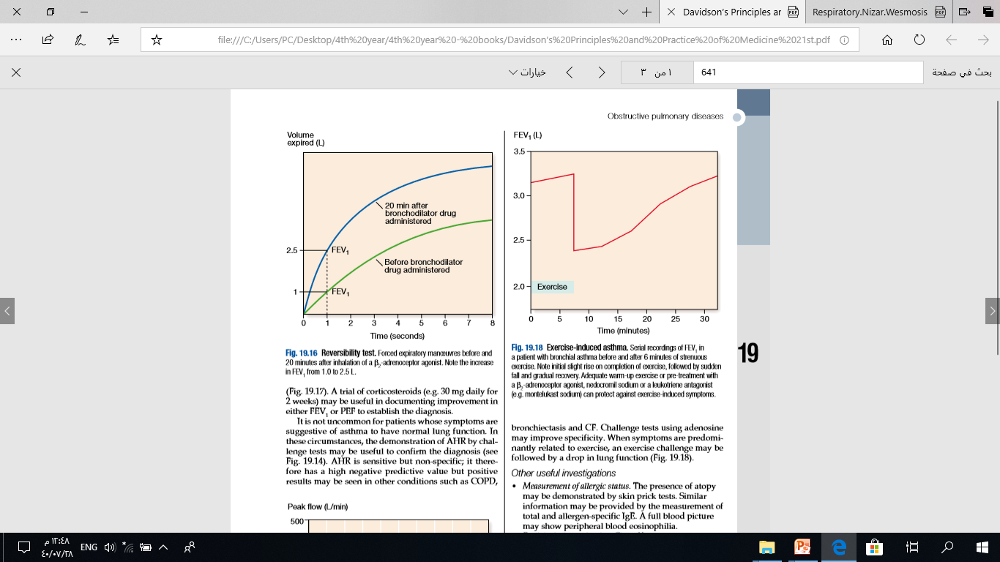 Davidson's Principles ar
Respiratory.Nizar.Wesmosis
file:///C:/Users/PC/Desktop/4th%20year/4th%20year%20-%20books/Davidson's%20Principles%20and%20Practice%20of%20Medicine%2021st.pdf
خيارات
١ من ٣
641
بحث في صفحة
Obstructive pulmonary diseases
Volume
expired (L)
20 min after
bronchodilator drug
administered
2.5
FEV₁
Before bronchodilator
drug administered
1
FEV₁
0 1 2 3 4 5 6 7 8
Time (seconds)
Fig. 19.16 Reversibility test. Forced expiratory manœuvres before and
20 minutes after inhalation of a β₂-adrenoceptor agonist. Note the increase
in FEV₁ from 1.0 to 2.5 L.
(Fig. 19.17). A trial of corticosteroids (e.g. 30 mg daily for
2 weeks) may be useful in documenting improvement in
either FEV₁ or PEF to establish the diagnosis.
It is not uncommon for patients whose symptoms are
suggestive of asthma to have normal lung function. In
these circumstances, the demonstration of AHR by chal-
lenge tests may be useful to confirm the diagnosis (see
Fig. 19.14). AHR is sensitive but non-specific; it there-
fore has a high negative predictive value but positive
results may be seen in other conditions such as COPD,
Peak flow (L/min)
500
FEV₁ (L)
3.5
3.0
2.5
2.0
Exercise
0 5 10 15 20 25 30
Time (minutes)
Fig. 19.18 Exercise-induced asthma. Serial recordings of FEV₁ in
a patient with bronchial asthma before and after 6 minutes of strenuous
exercise. Note initial slight rise on completion of exercise, followed by sudden
fall and gradual recovery. Adequate warm-up exercise or pre-treatment with
a β₂-adrenoceptor agonist, nedocromil sodium or a leukotriene antagonist
(e.g. montelukast sodium) can protect against exercise-induced symptoms.
bronchiectasis and CF. Challenge tests using adenosine
may improve specificity. When symptoms are predomi-
nantly related to exercise, an exercise challenge may be
followed by a drop in lung function (Fig. 19.18).
Other useful investigations
• Measurement of allergic status. The presence of atopy
may be demonstrated by skin prick tests. Similar
information may be provided by the measurement of
total and allergen-specific IgE. A full blood picture
may show peripheral blood eosinophilia.
19
ENG
١٢:٤٨ م
٤٠/٠٧/٢٨